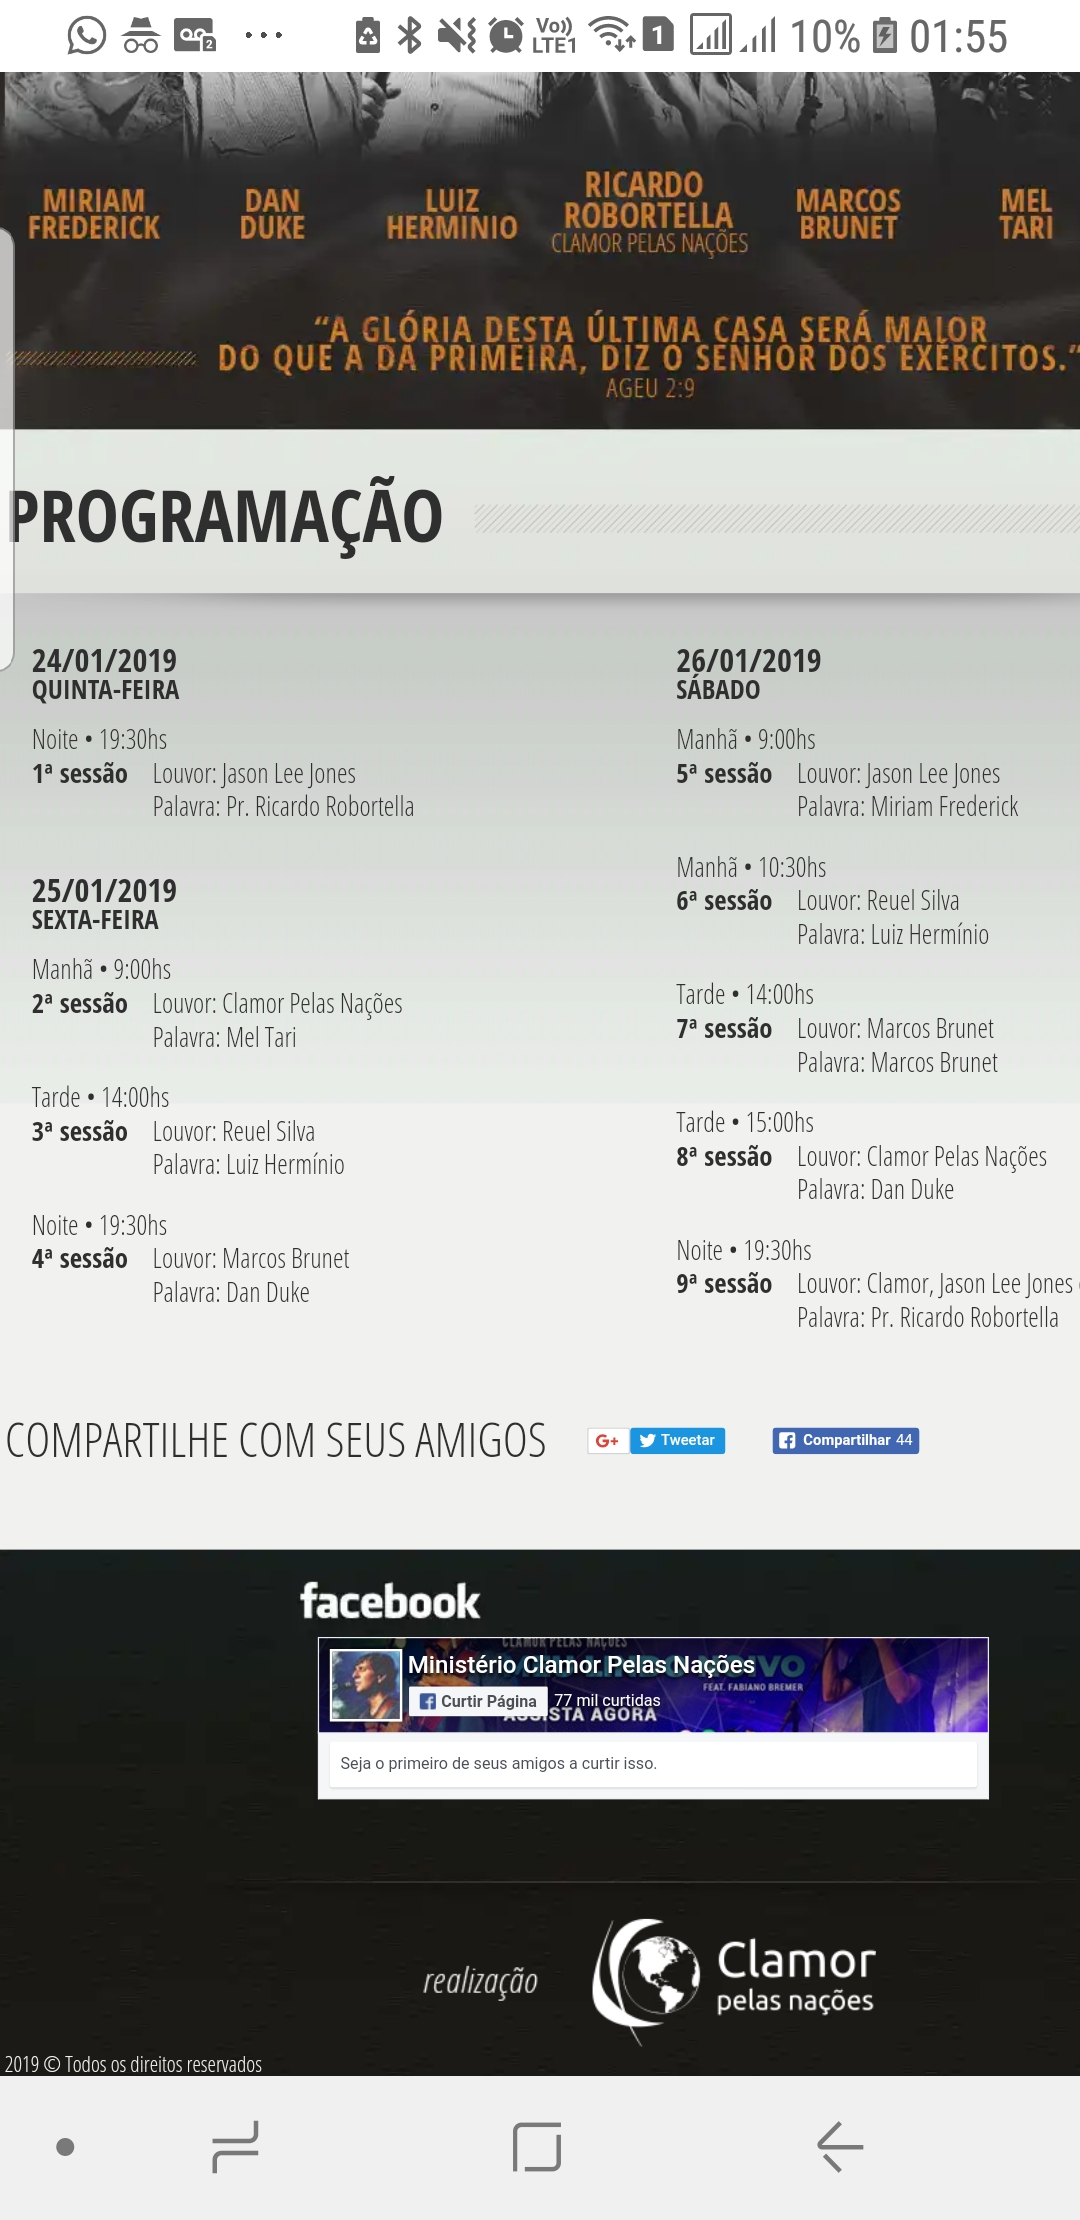 Vo)) LTE1 1 10% 01:55
2
MIRIAM FREDERICK
DAN DUKE
LUIZ HERMINIO
RICARDO ROBORTELLA
CLAMOR PELAS NAÇÕES
MARCOS BRUNET
MEL TARI
“A GLÓRIA DESTA ÚLTIMA CASA SERÁ MAIOR
DO QUE A DA PRIMEIRA, DIZ O SENHOR DOS EXÉRCITOS.”
AGEU 2:9
PROGRAMAÇÃO
24/01/2019
QUINTA-FEIRA
Noite • 19:30hs
1ª sessão Louvor: Jason Lee Jones
Palavra: Pr. Ricardo Robortella
25/01/2019
SEXTA-FEIRA
Manhã • 9:00hs
2ª sessão Louvor: Clamor Pelas Nações
Palavra: Mel Tari
Tarde • 14:00hs
3ª sessão Louvor: Reuel Silva
Palavra: Luiz Hermínio
Noite • 19:30hs
4ª sessão Louvor: Marcos Brunet
Palavra: Dan Duke
26/01/2019
SÁBADO
Manhã • 9:00hs
5ª sessão Louvor: Jason Lee Jones
Palavra: Miriam Frederick
Manhã • 10:30hs
6ª sessão Louvor: Reuel Silva
Palavra: Luiz Hermínio
Tarde • 14:00hs
7ª sessão Louvor: Marcos Brunet
Palavra: Marcos Brunet
Tarde • 15:00hs
8ª sessão Louvor: Clamor Pelas Nações
Palavra: Dan Duke
Noite • 19:30hs
9ª sessão Louvor: Clamor, Jason Lee Jones
Palavra: Pr. Ricardo Robortella
COMPARTILHE COM SEUS AMIGOS G+ Tweetar Compartilhar 44
facebook
CLAMOR PELAS NAÇÕES
Ministério Clamor Pelas Nações
FEAT. FABIANO BREMER
Curtir Página 77 mil curtidas
ASSISTA AGORA
Seja o primeiro de seus amigos a curtir isso.
realização
Clamor
pelas nações
2019 © Todos os direitos reservados